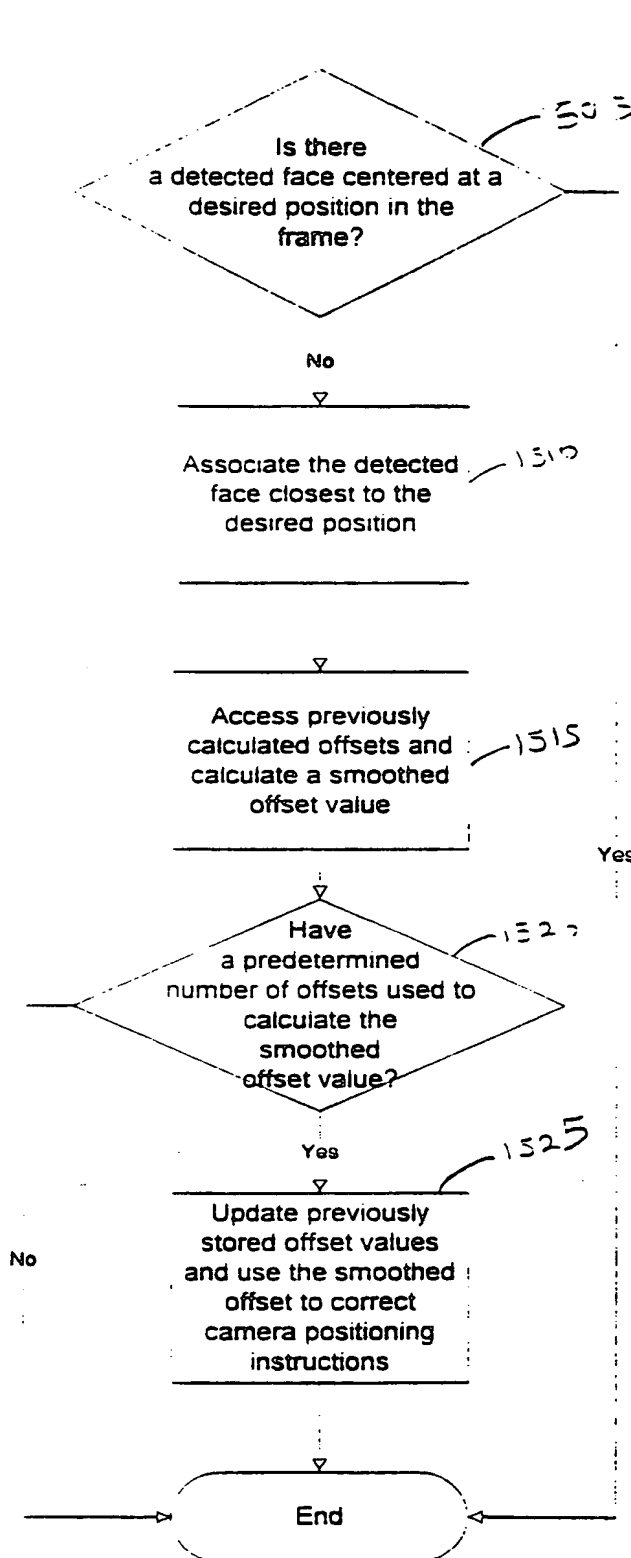 Is there
a detected face centered at a
desired position in the
frame?
No
Associate the detected
face closest to the
desired position
1510
Access previously
calculated offsets and
calculate a smoothed
offset value
1515
Yes
Have
a predetermined
number of offsets used to
calculate the
smoothed
offset value?
1520
Yes
1525
Update previously
stored offset values
and use the smoothed
offset to correct
camera positioning
instructions
No
End